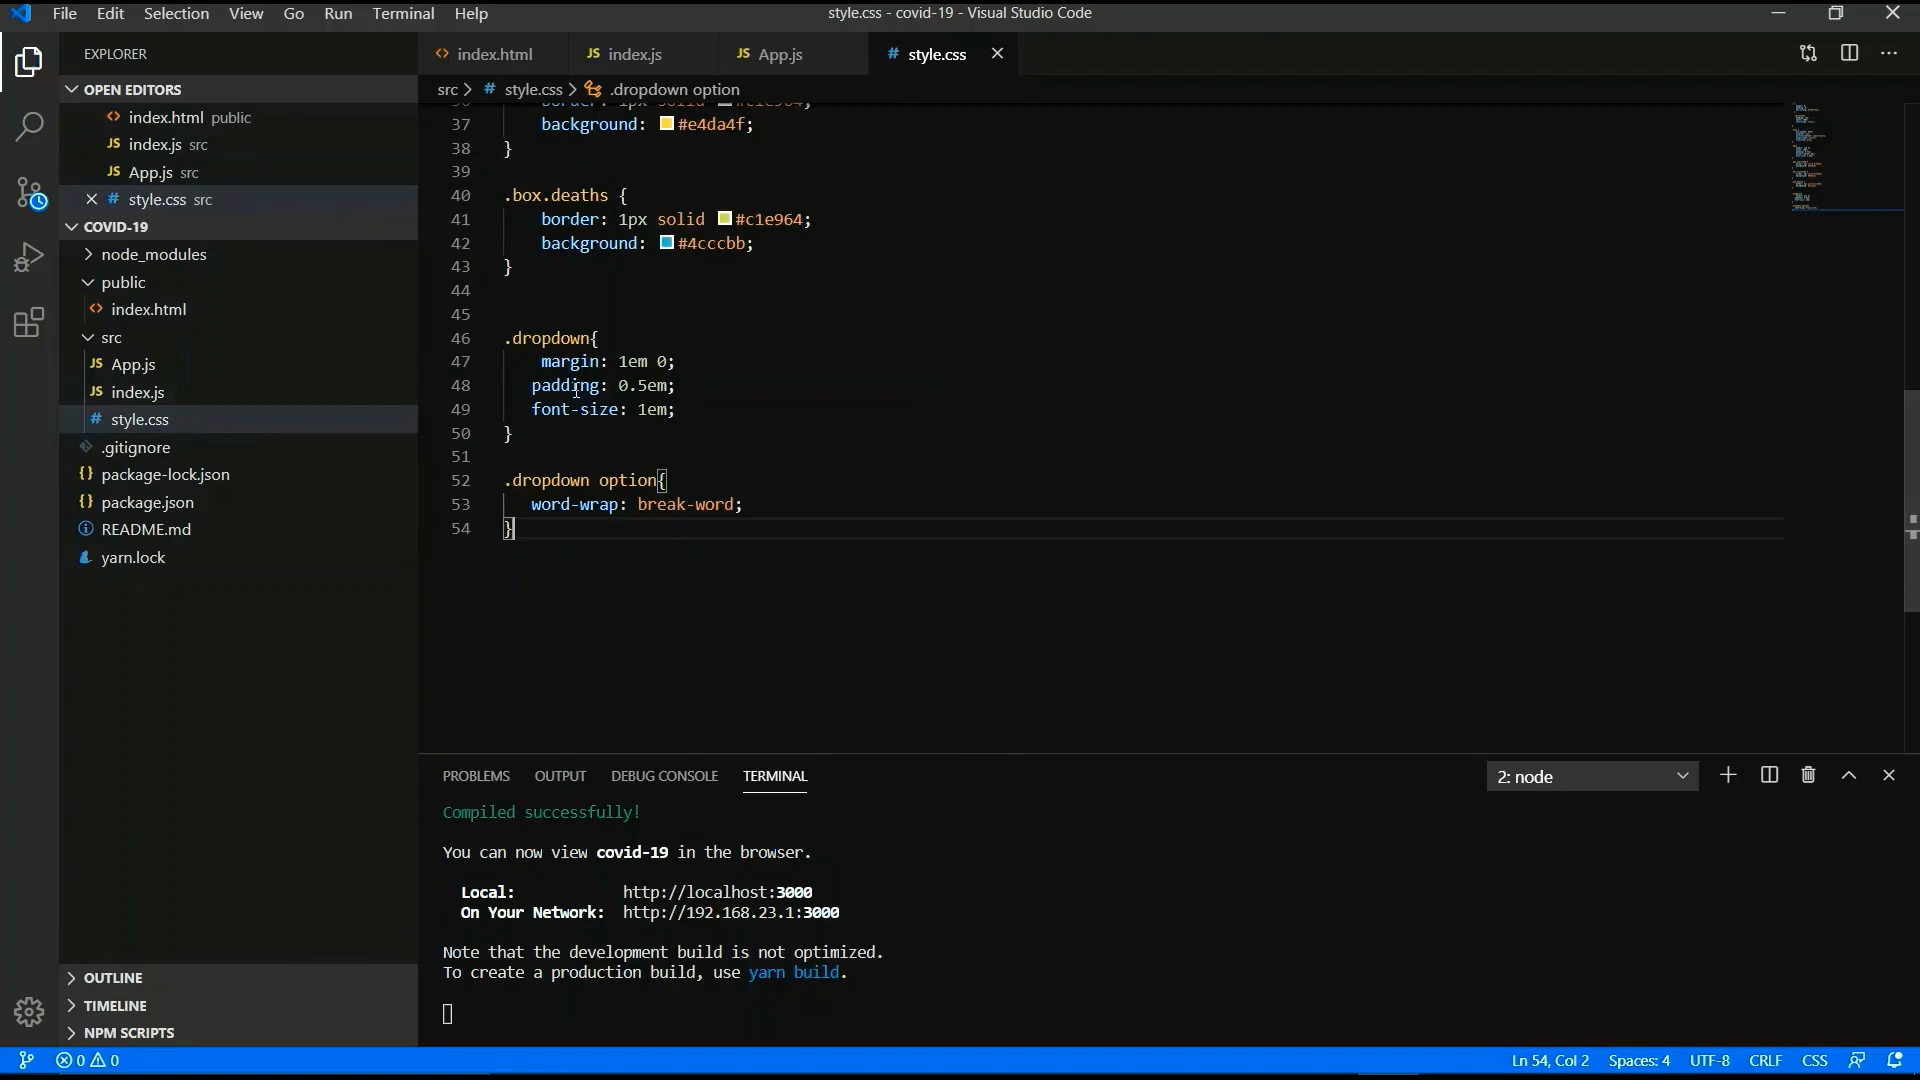 File Edit Selection View Go Run Terminal Help
style.css - covid-19 - Visual Studio Code
EXPLORER
OPEN EDITORS
index.html public
JS index.js src
JS App.js src
# style.css src
COVID-19
node_modules
public
index.html
src
JS App.js
JS index.js
# style.css
.gitignore
{} package-lock.json
{} package.json
README.md
yarn.lock
OUTLINE
TIMELINE
NPM SCRIPTS
index.html JS index.js JS App.js # style.css
src > # style.css > .dropdown option
37 background: #e4da4f;
38 }
39
40 .box.deaths {
41 border: 1px solid #c1e964;
42 background: #4cccbb;
43 }
44
45
46 .dropdown{
47 margin: 1em 0;
48 padding: 0.5em;
49 font-size: 1em;
50 }
51
52 .dropdown option{
53 word-wrap: break-word;
54 }
PROBLEMS OUTPUT DEBUG CONSOLE TERMINAL
2: node
Compiled successfully!
You can now view covid-19 in the browser.
Local: http://localhost:3000
On Your Network: http://192.168.23.1:3000
Note that the development build is not optimized.
To create a production build, use yarn build.
0 0
Ln 54, Col 2 Spaces: 4 UTF-8 CRLF CSS